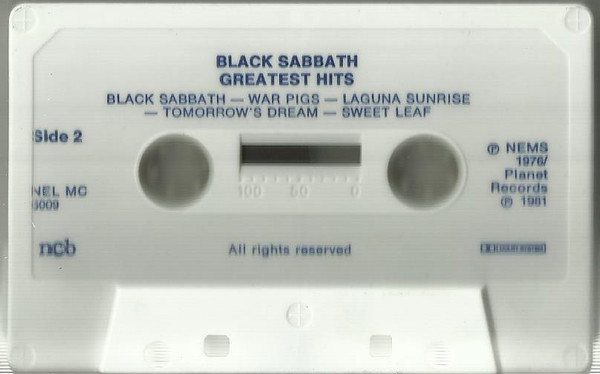 BLACK SABBATH
GREATEST HITS
BLACK SABBATH — WAR PIGS — LAGUNA SUNRISE
— TOMORROW'S DREAM — SWEET LEAF
Side 2
NEL MC
6009
℗ NEMS
1976/
Planet
Records
℗ 1981
100 50 0
ncb
All rights reserved